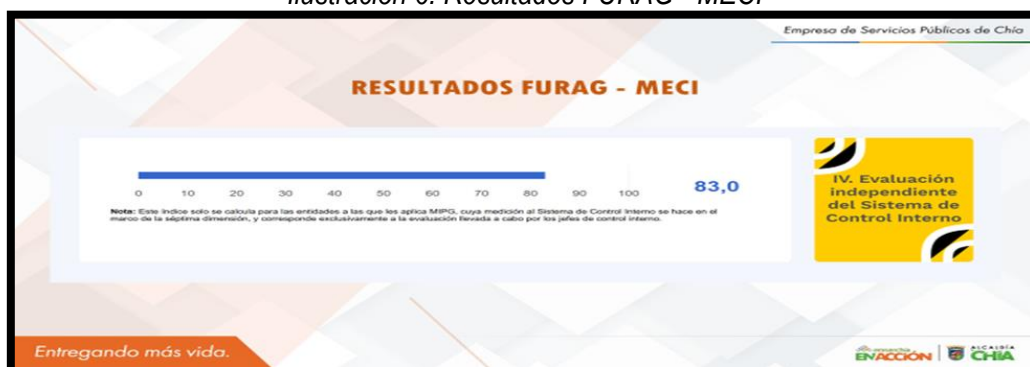 Ilustración 6. Resultados FURAG - MECI
Empresa de Servicios Públicos de Chía
RESULTADOS FURAG - MECI
0 10 20 30 40 50 60 70 80 90 100
83,0
Nota: Este índice solo se calcula para las entidades a las que les aplica MIPG, cuya medición al Sistema de Control Interno se hace en el
marco de la séptima dimensión, y corresponde exclusivamente a la evaluación llevada a cabo por los jefes de control interno.
IV. Evaluación
independiente
del Sistema de
Control Interno
Entregando más vida.
ENACCIÓN
ALCALDÍA
CHÍA